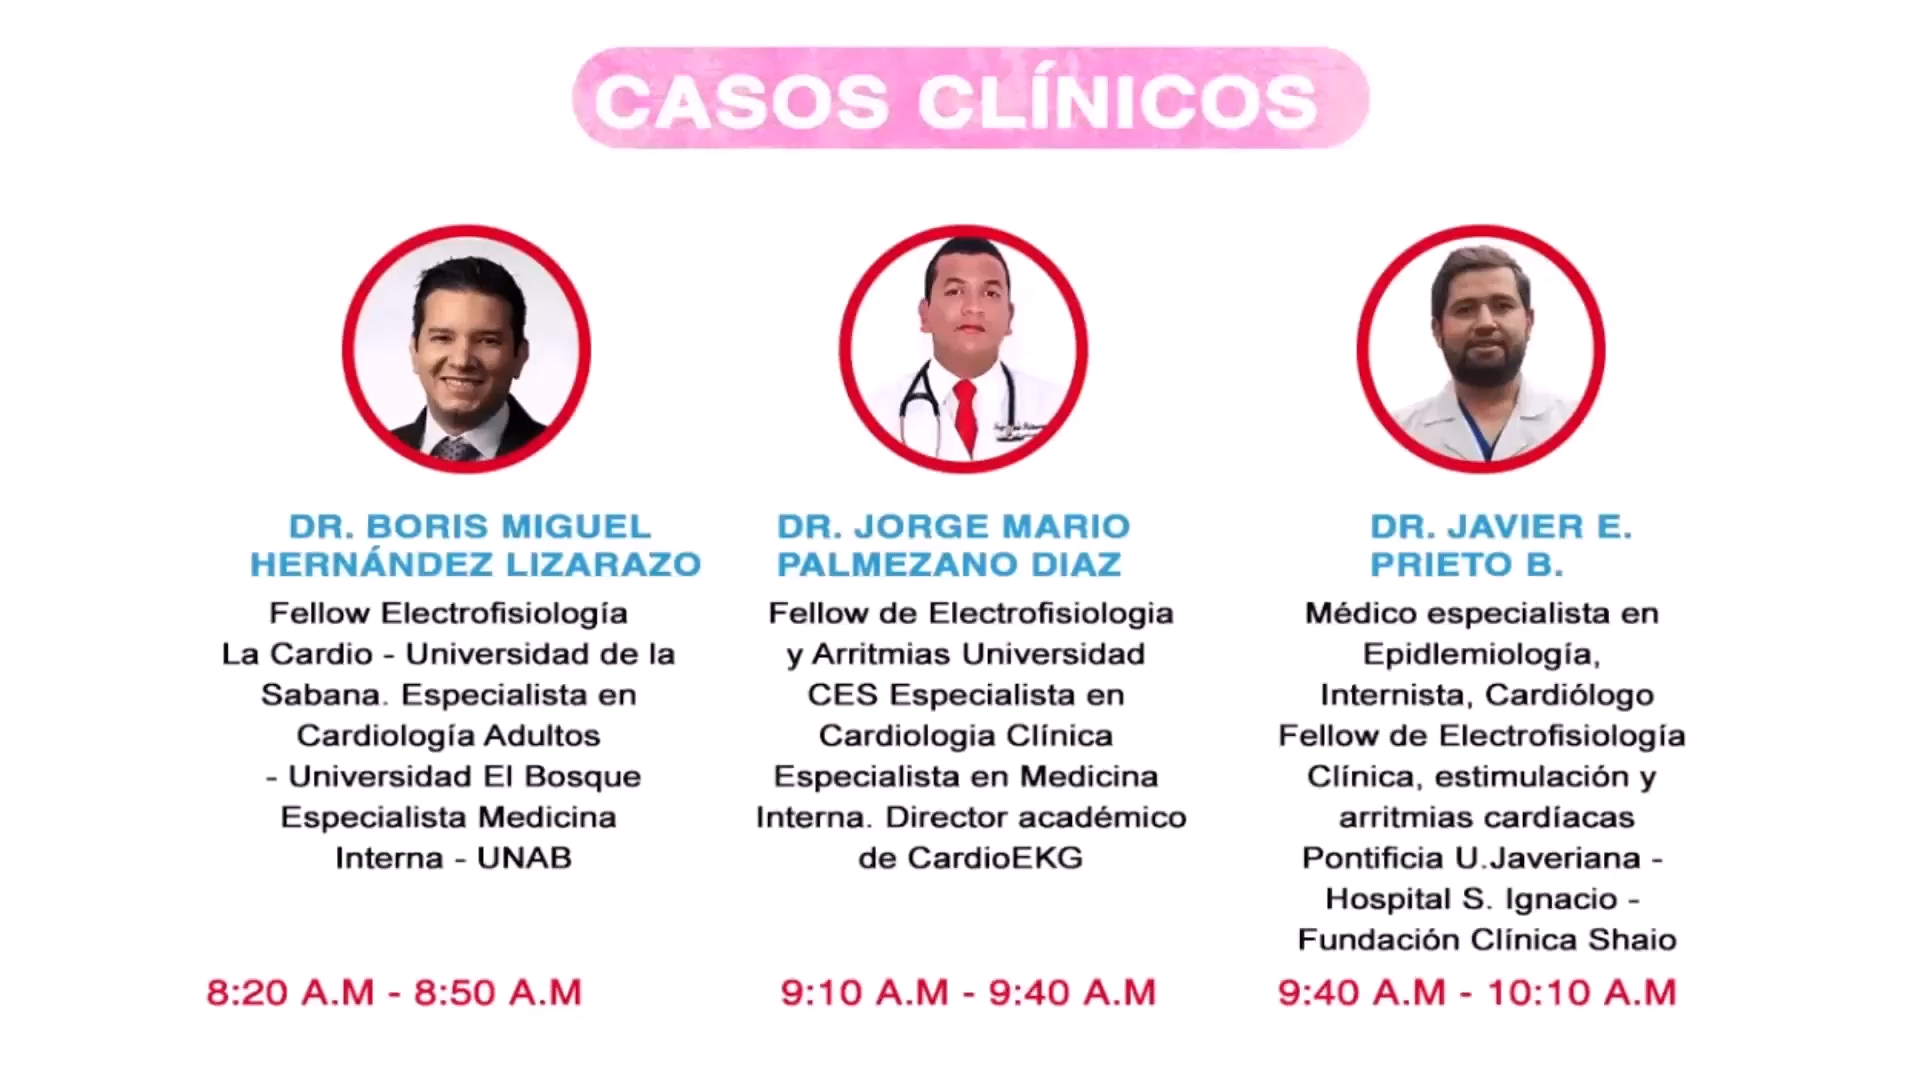 CASOS CLÍNICOS
DR. BORIS MIGUEL
HERNÁNDEZ LIZARAZO
Fellow Electrofisiología
La Cardio - Universidad de la
Sabana. Especialista en
Cardiología Adultos
- Universidad El Bosque
Especialista Medicina
Interna - UNAB
8:20 A.M - 8:50 A.M
DR. JORGE MARIO
PALMEZANO DIAZ
Fellow de Electrofisiologia
y Arritmias Universidad
CES Especialista en
Cardiologia Clínica
Especialista en Medicina
Interna. Director académico
de CardioEKG
9:10 A.M - 9:40 A.M
DR. JAVIER E.
PRIETO B.
Médico especialista en
Epidlemiología,
Internista, Cardiólogo
Fellow de Electrofisiología
Clínica, estimulación y
arritmias cardíacas
Pontificia U.Javeriana -
Hospital S. Ignacio -
Fundación Clínica Shaio
9:40 A.M - 10:10 A.M